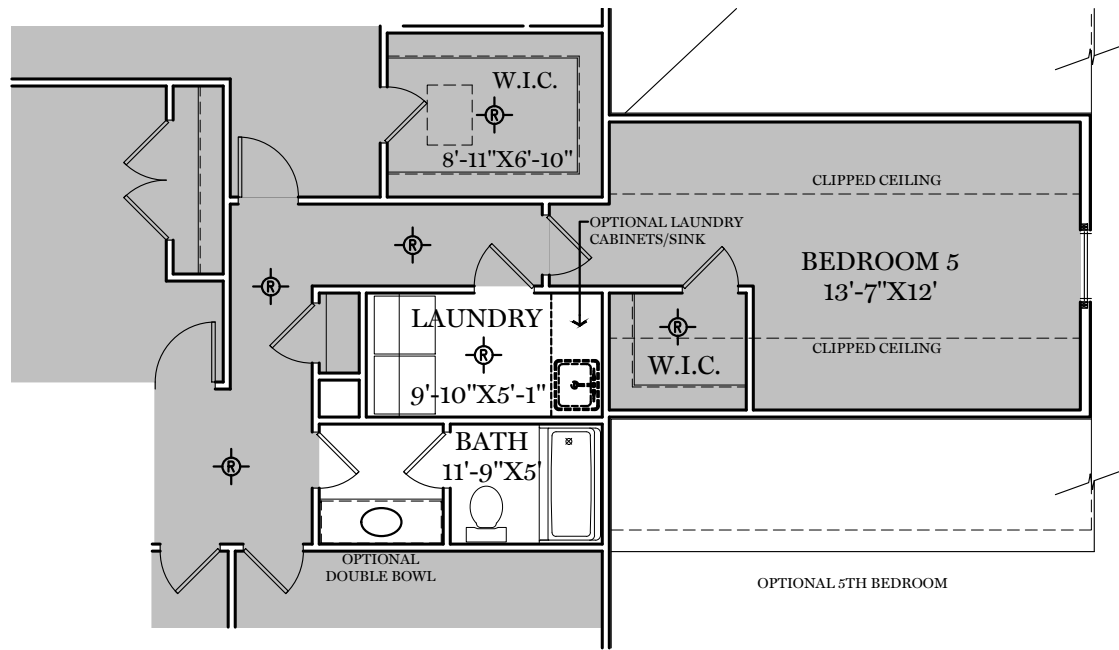 W.I.C.
R
8'-11"X6'-10"
CLIPPED CEILING
OPTIONAL LAUNDRY
CABINETS/SINK
R
BEDROOM 5
13'-7"X12'
R
LAUNDRY
R
CLIPPED CEILING
R
W.I.C.
9'-10"X5'-1"
BATH
11'-9"X5'
R
OPTIONAL
DOUBLE BOWL
OPTIONAL 5TH BEDROOM